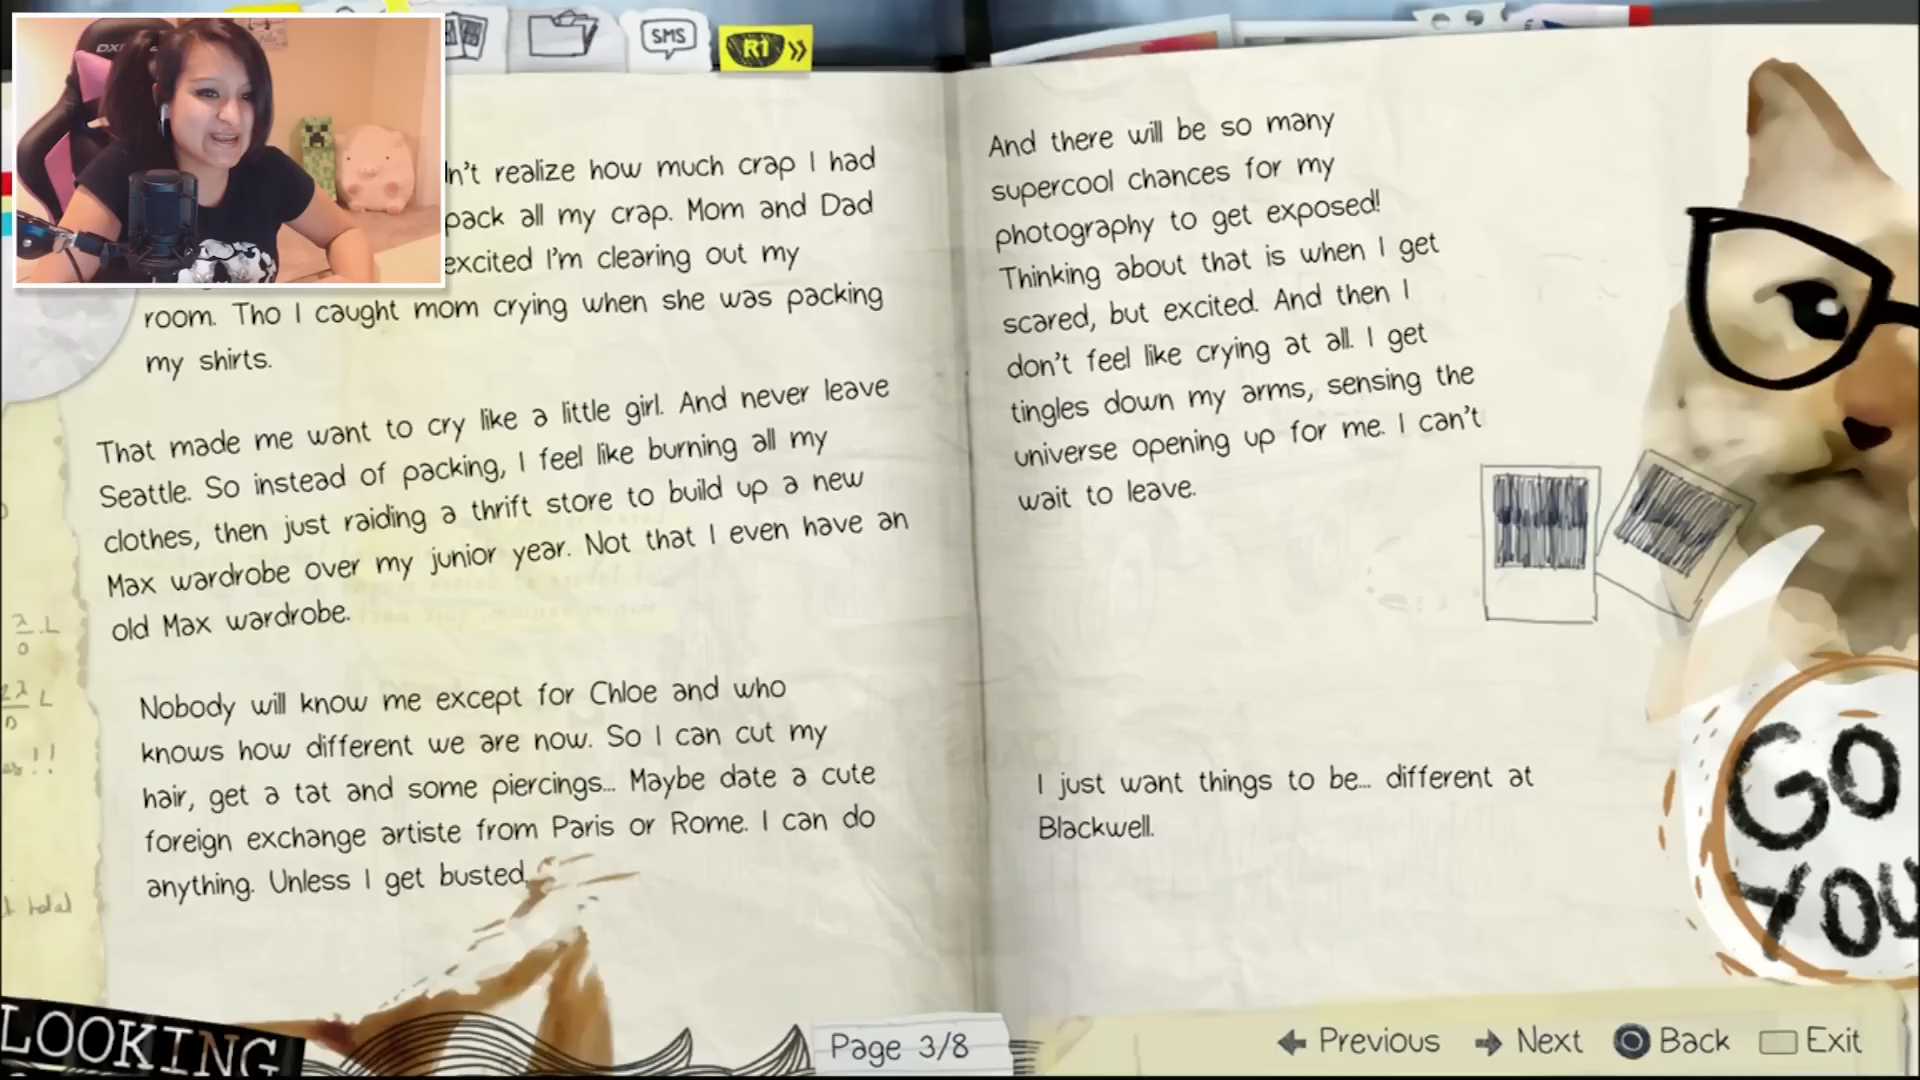 DX
SMS
R1
n't realize how much crap I had
pack all my crap. Mom and Dad
excited I'm clearing out my
room. Tho I caught mom crying when she was packing
my shirts.
That made me want to cry like a little girl. And never leave
Seattle. So instead of packing, I feel like burning all my
clothes, then just raiding a thrift store to build up a new
Max wardrobe over my junior year. Not that I even have an
old Max wardrobe.
Nobody will know me except for Chloe and who
knows how different we are now. So I can cut my
hair, get a tat and some piercings... Maybe date a cute
foreign exchange artiste from Paris or Rome. I can do
anything. Unless I get busted.
And there will be so many
supercool chances for my
photography to get exposed!
Thinking about that is when I get
scared, but excited. And then I
don't feel like crying at all. I get
tingles down my arms, sensing the
universe opening up for me. I can't
wait to leave.
I just want things to be... different at
Blackwell.
GO
YOU
total
LOOKING
Page 3/8
Previous
Next
Back
Exit